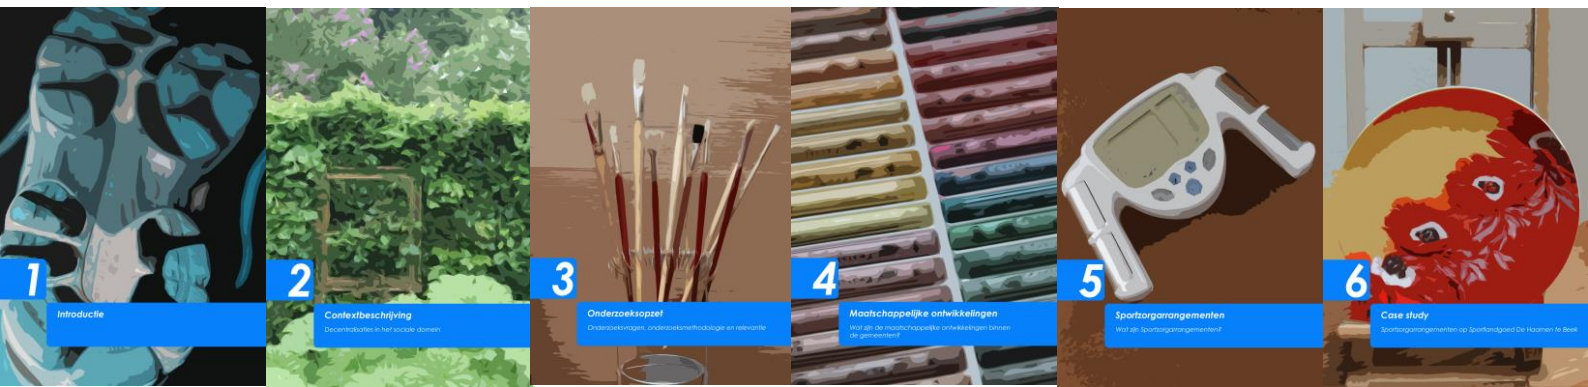 1
Introductie
2
Contextbeschrijving
Decentralisaties in het sociale domein
3
Onderzoeksopzet
Onderzoeksvragen, onderzoeksmethodologie en relevantie
4
Maatschappelijke ontwikkelingen
Wat zijn de maatschappelijke ontwikkelingen binnen
de gemeenten?
5
Sportzorgarrangementen
Wat zijn Sportzorgarrangementen?
6
Case study
Sportzorgarrangementen op Sportlandgoed De Haamen te Beek